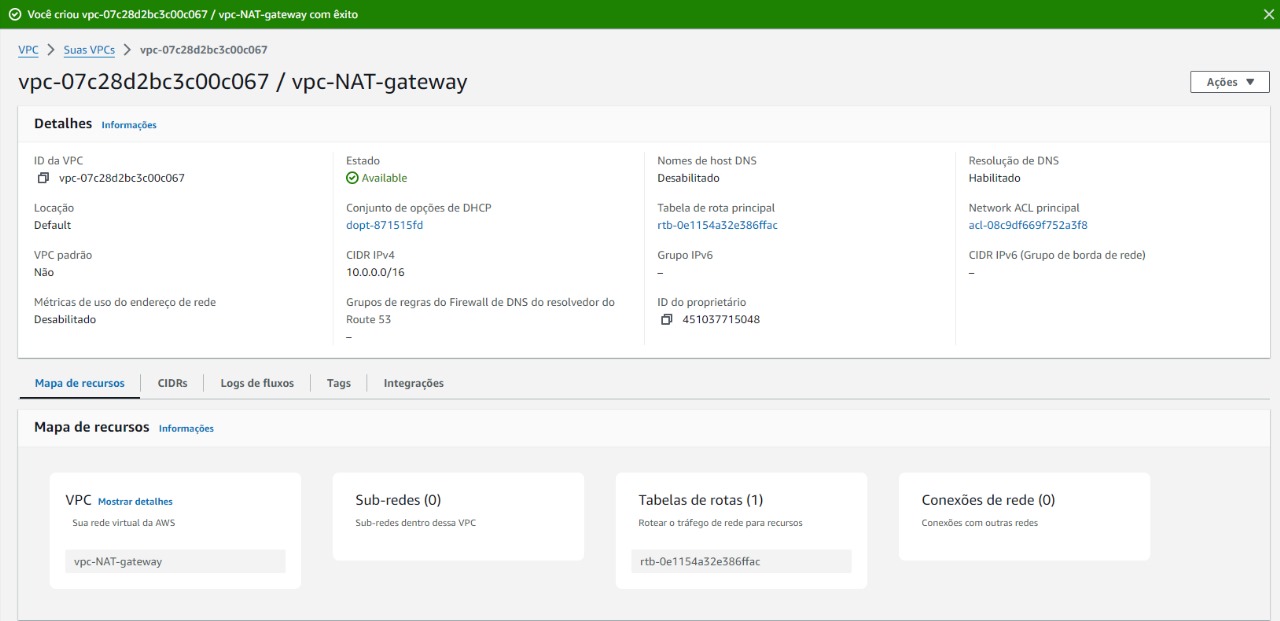 Você criou vpc-07c28d2bc3c00c067 / vpc-NAT-gateway com êxito
VPC > Suas VPCs > vpc-07c28d2bc3c00c067
vpc-07c28d2bc3c00c067 / vpc-NAT-gateway
Ações
Detalhes Informações
ID da VPC
vpc-07c28d2bc3c00c067
Estado
Available
Nomes de host DNS
Desabilitado
Resolução de DNS
Habilitado
Locação
Default
Conjunto de opções de DHCP
dopt-871515fd
Tabela de rota principal
rtb-0e1154a32e386ffac
Network ACL principal
acl-08c9df669f752a3f8
VPC padrão
Não
CIDR IPv4
10.0.0.0/16
Grupo IPv6
–
CIDR IPv6 (Grupo de borda de rede)
–
Métricas de uso do endereço de rede
Desabilitado
Grupos de regras do Firewall de DNS do resolvedor do
Route 53
–
ID do proprietário
451037715048
Mapa de recursos CIDRs Logs de fluxos Tags Integrações
Mapa de recursos Informações
VPC Mostrar detalhes
Sua rede virtual da AWS
vpc-NAT-gateway
Sub-redes (0)
Sub-redes dentro dessa VPC
Tabelas de rotas (1)
Rotear o tráfego de rede para recursos
rtb-0e1154a32e386ffac
Conexões de rede (0)
Conexões com outras redes